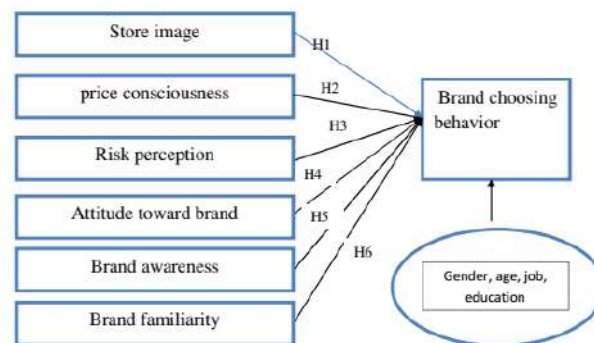 Store image
H1
price consciousness
H2
Brand choosing
behavior
H3
Risk perception
H4
Attitude toward brand
H5
Brand awareness
H6
Brand familiarity
Gender, age, job,
education